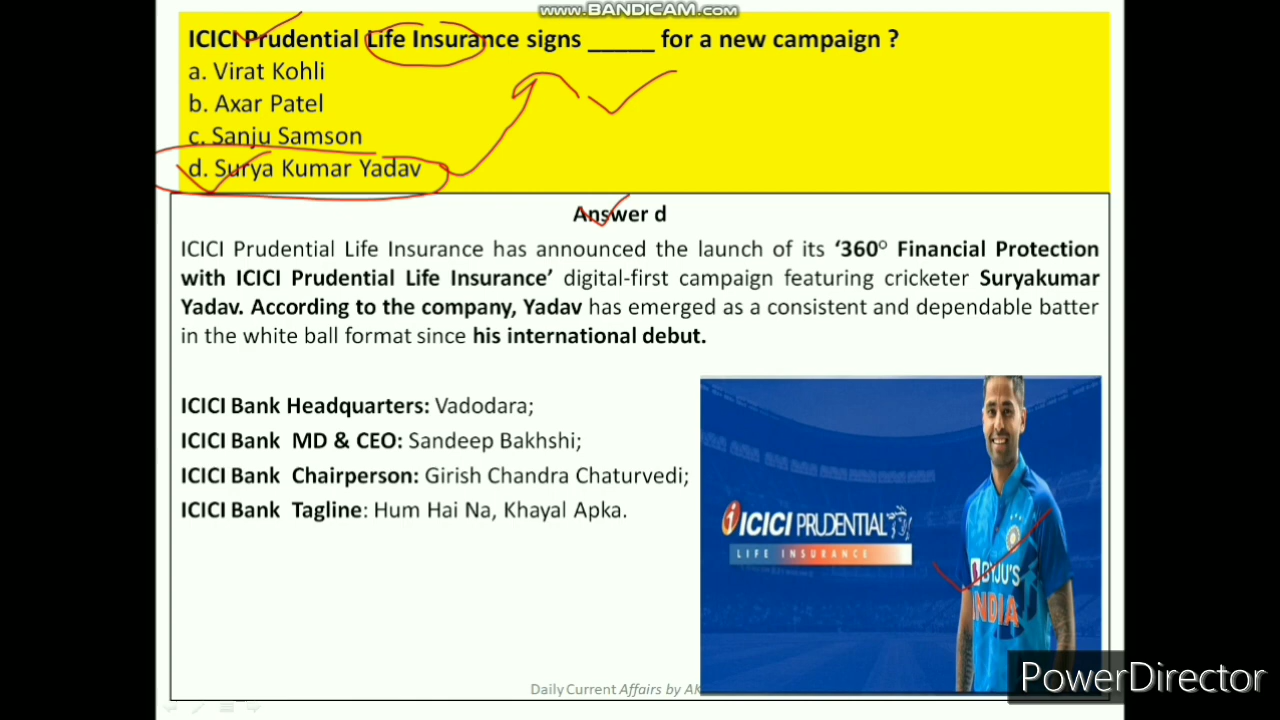 www.BANDICAM.com
ICICI Prudential Life Insurance signs _____ for a new campaign ?
a. Virat Kohli
b. Axar Patel
c. Sanju Samson
d. Surya Kumar Yadav
Answer d
ICICI Prudential Life Insurance has announced the launch of its ‘360° Financial Protection
with ICICI Prudential Life Insurance’ digital-first campaign featuring cricketer Suryakumar
Yadav. According to the company, Yadav has emerged as a consistent and dependable batter
in the white ball format since his international debut.
ICICI Bank Headquarters: Vadodara;
ICICI Bank MD & CEO: Sandeep Bakhshi;
ICICI Bank Chairperson: Girish Chandra Chaturvedi;
ICICI Bank Tagline: Hum Hai Na, Khayal Apka.
ICICI PRUDENTIAL
LIFE INSURANCE
BYJU'S
INDIA
Daily Current Affairs by AK
PowerDirector